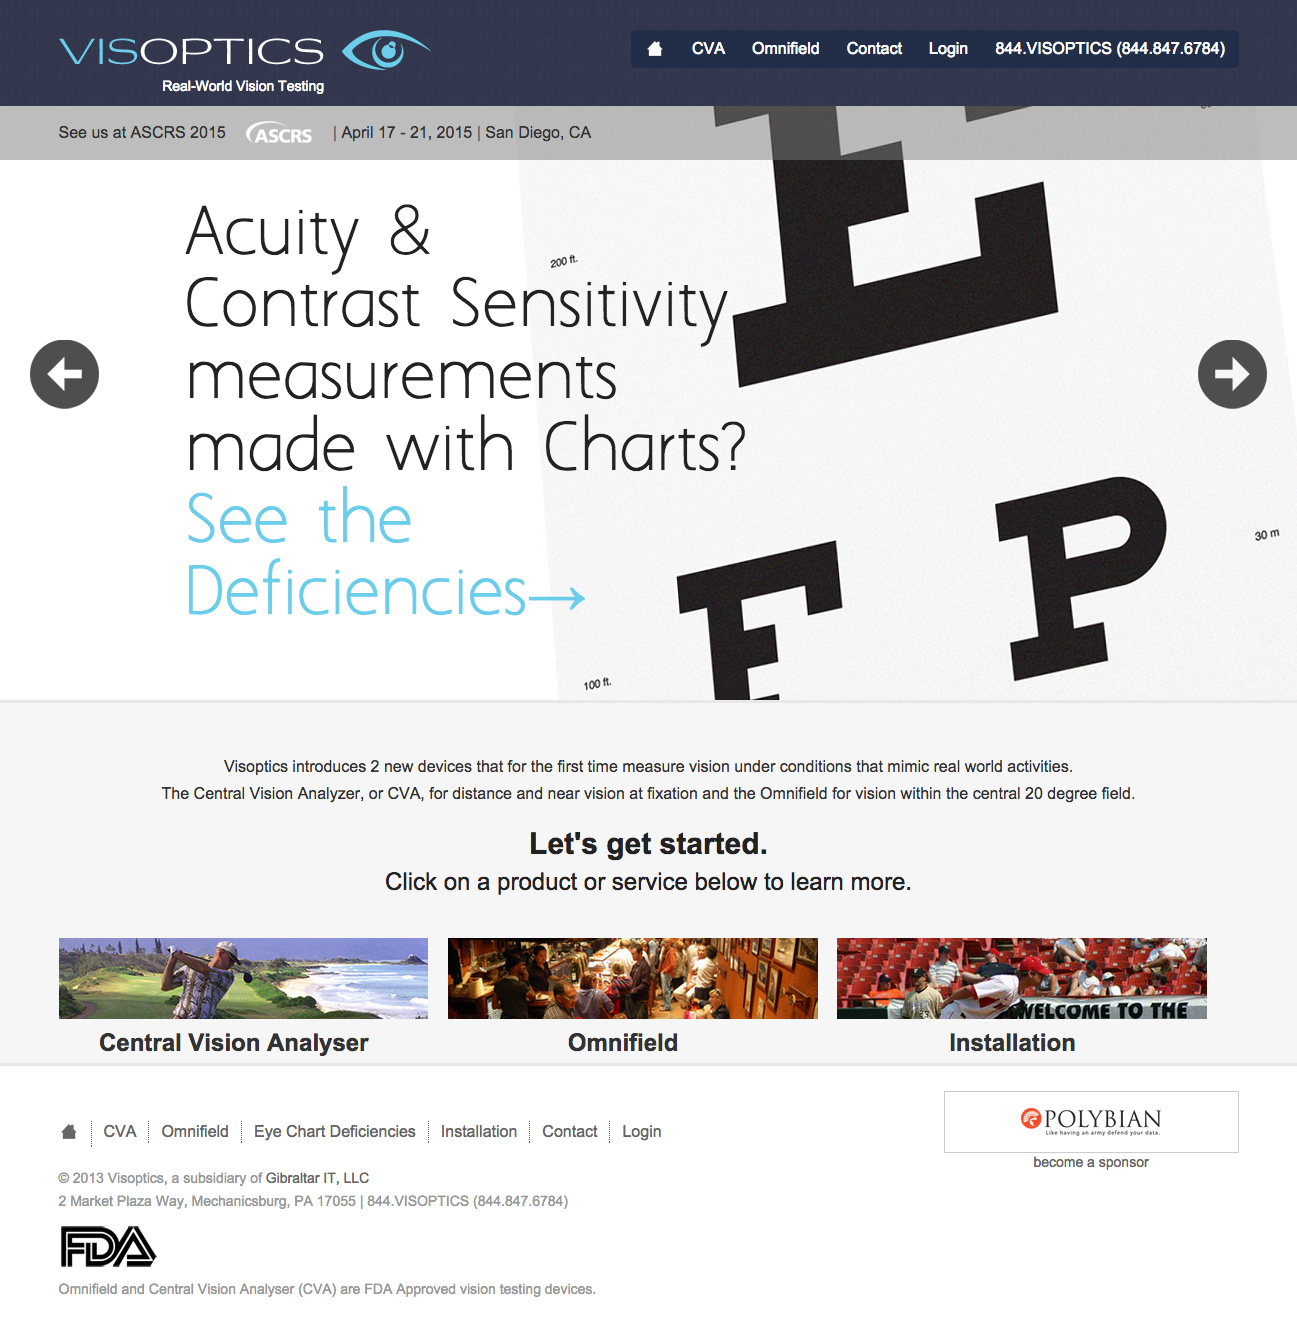 VISOPTICS
Real-World Vision Testing
CVA Omnifield Contact Login 844.VISOPTICS (844.847.6784)
See us at ASCRS 2015 ASCRS | April 17 - 21, 2015 | San Diego, CA
Acuity &
Contrast Sensitivity
measurements
made with Charts?
See the
Deficiencies→
E
200 ft.
F P
30 m
100 ft.
Visoptics introduces 2 new devices that for the first time measure vision under conditions that mimic real world activities.
The Central Vision Analyzer, or CVA, for distance and near vision at fixation and the Omnifield for vision within the central 20 degree field.
Let's get started.
Click on a product or service below to learn more.
WELCOME TO THE
Central Vision Analyser
Omnifield
Installation
CVA Omnifield Eye Chart Deficiencies Installation Contact Login
POLYBIAN
Like having an army defend your data.
become a sponsor
© 2013 Visoptics, a subsidiary of Gibraltar IT, LLC
2 Market Plaza Way, Mechanicsburg, PA 17055 | 844.VISOPTICS (844.847.6784)
FDA
Omnifield and Central Vision Analyser (CVA) are FDA Approved vision testing devices.